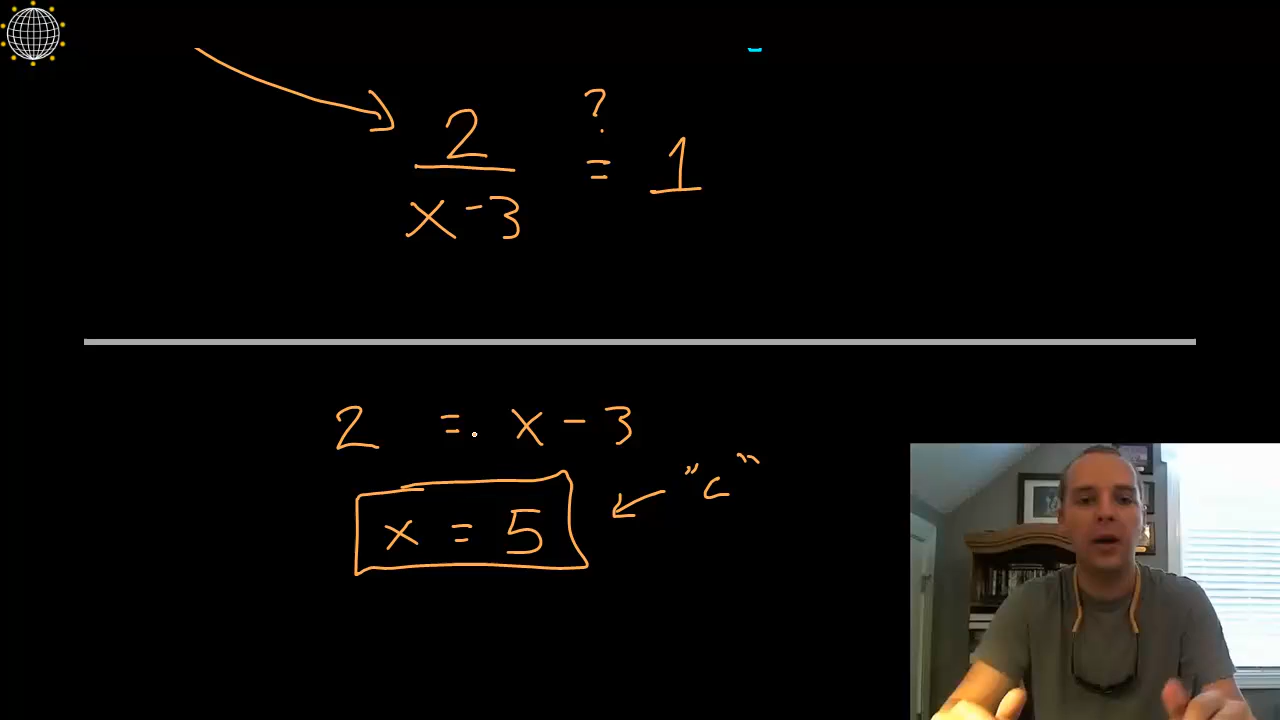 2 / x - 3 ?= 1
2 = x - 3
x = 5 "c"